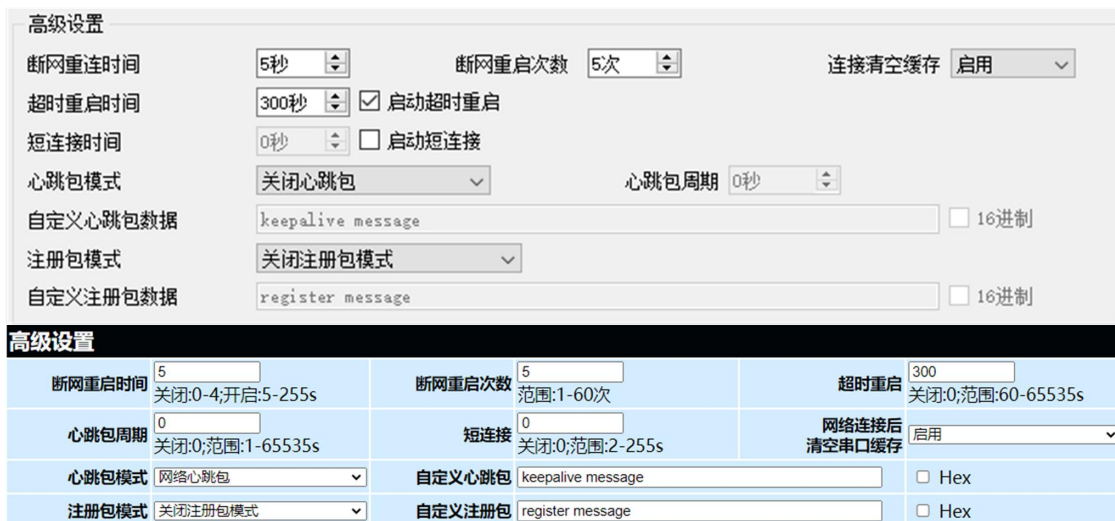 高级设置
断网重连时间 5秒 断网重启次数 5次 连接清空缓存 启用
超时重启时间 300秒 启动超时重启
短连接时间 0秒 启动短连接
心跳包模式 关闭心跳包 心跳包周期 0秒
自定义心跳包数据 keepalive message 16进制
注册包模式 关闭注册包模式
自定义注册包数据 register message 16进制
高级设置
断网重启时间 5 断网重启次数 5 超时重启 300
关闭:0-4;开启:5-255s 范围:1-60次 关闭:0;范围:60-65535s
心跳包周期 0 短连接 0 网络连接后 启用
关闭:0;范围:1-65535s 关闭:0;范围:2-255s 清空串口缓存
心跳包模式 网络心跳包 自定义心跳包 keepalive message Hex
注册包模式 关闭注册包模式 自定义注册包 register message Hex